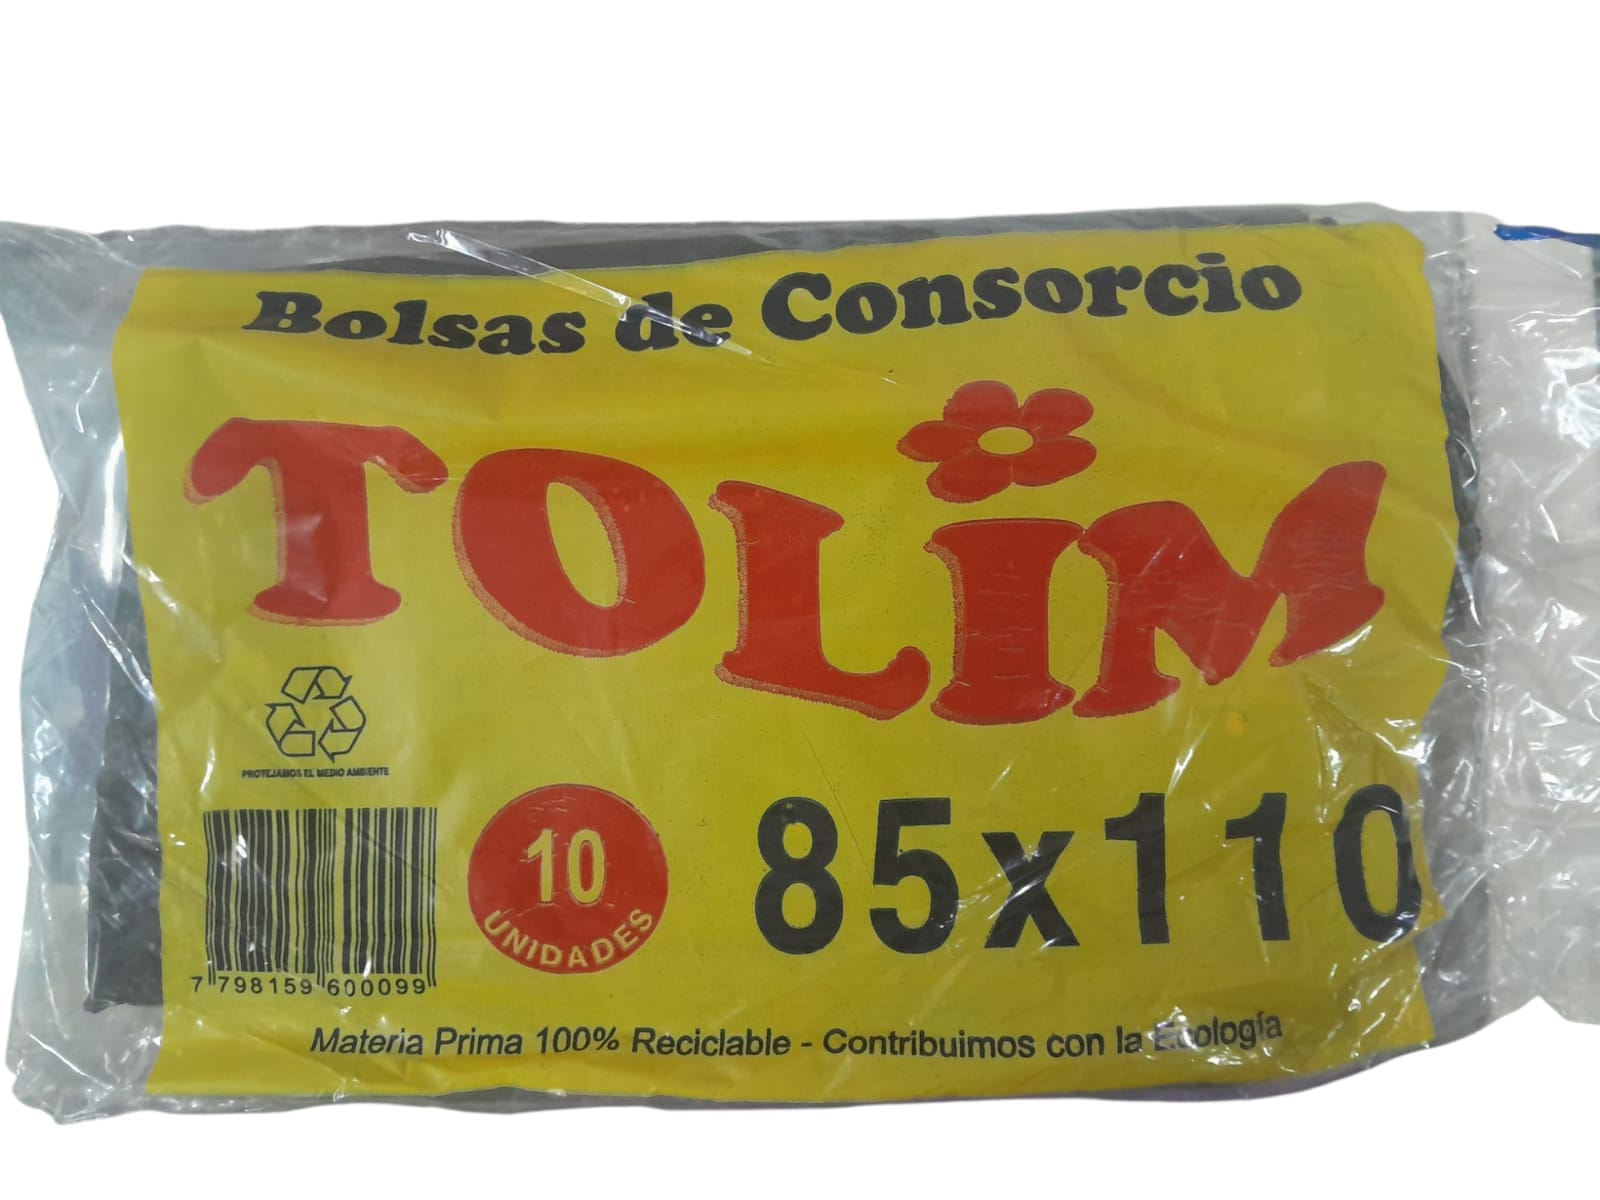 Bolsas de Consorcio
TOLIM
PROTEJAMOS EL MEDIO AMBIENTE
10
UNIDADES
85x110
7 798159 600099
Materia Prima 100% Reciclable - Contribuimos con la Ecología